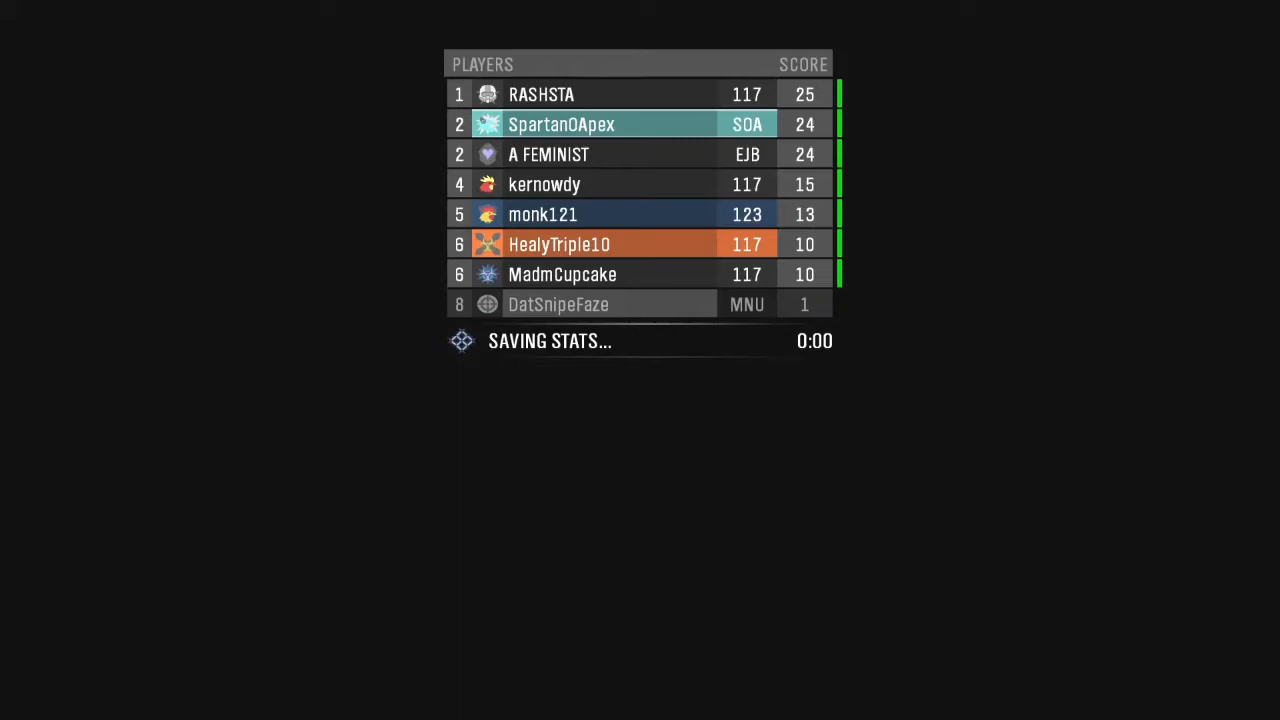 PLAYERS SCORE
1 RASHSTA 117 25
2 SpartanOApex SOA 24
2 A FEMINIST EJB 24
4 kernowdy 117 15
5 monk121 123 13
6 HealyTriple10 117 10
6 MadmCupcake 117 10
8 DatSnipeFaze MNU 1
SAVING STATS... 0:00